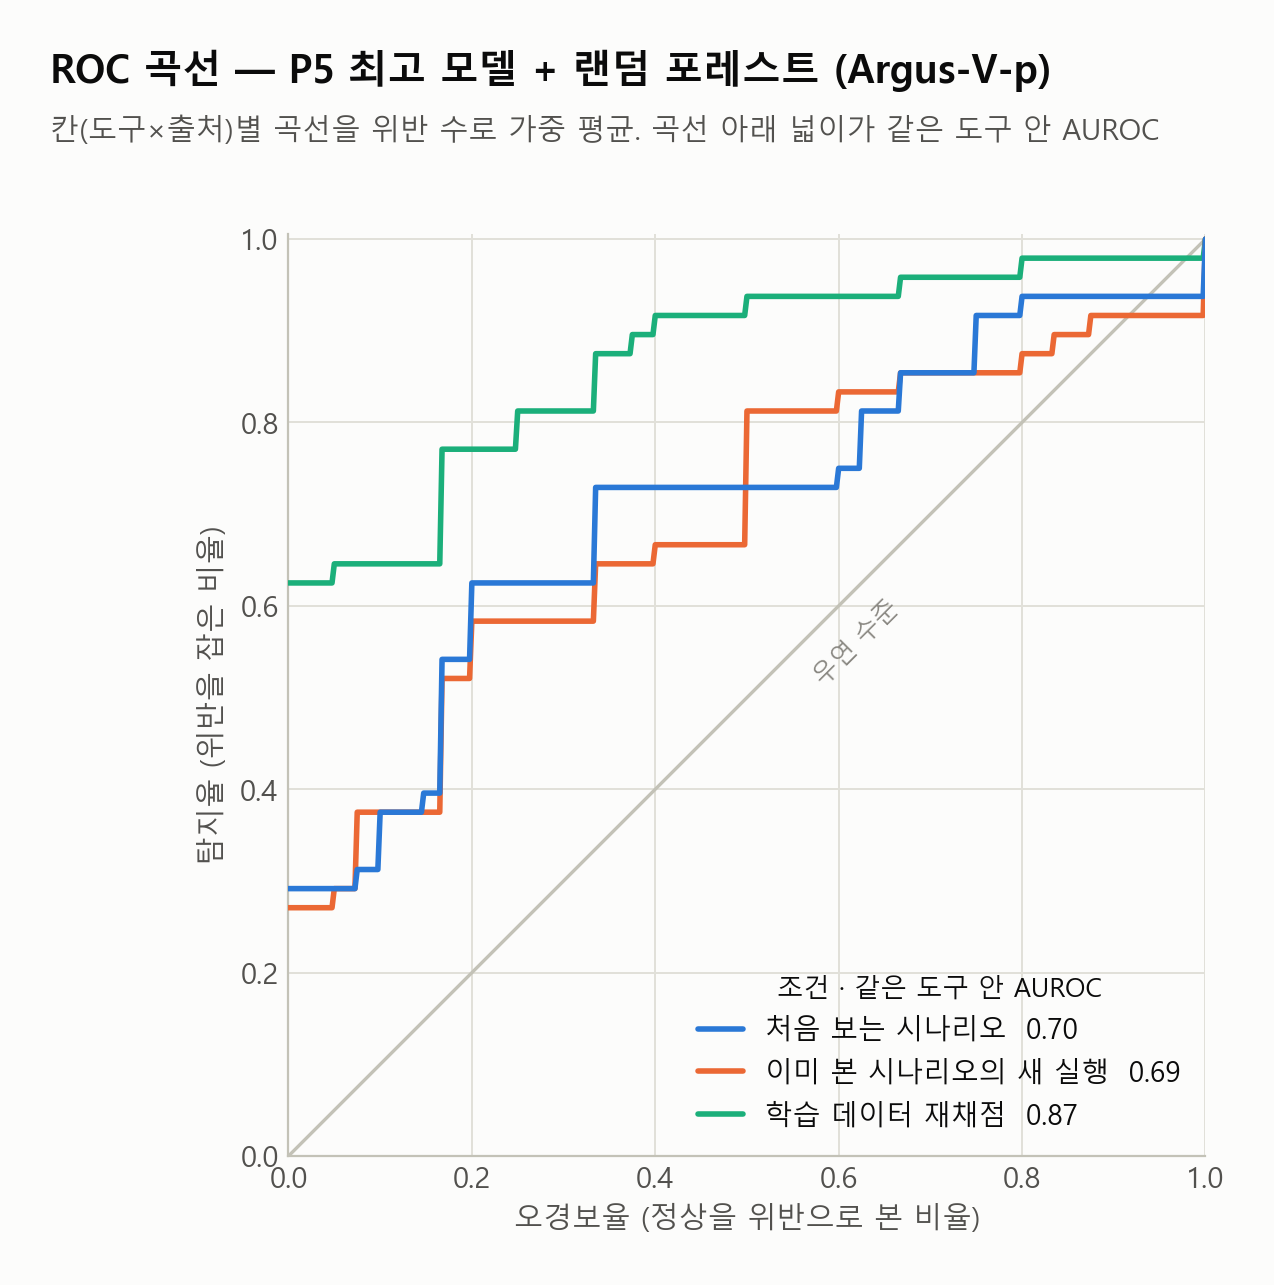 ROC 곡선 — P5 최고 모델 + 랜덤 포레스트 (Argus-V-p)
칸(도구×출처)별 곡선을 위반 수로 가중 평균. 곡선 아래 넓이가 같은 도구 안 AUROC
1.0
0.8
0.6
0.4
0.2
0.0
탐지율 (위반을 잡은 비율)
우연 수준
조건 · 같은 도구 안 AUROC
처음 보는 시나리오 0.70
이미 본 시나리오의 새 실행 0.69
학습 데이터 재채점 0.87
0.0 0.2 0.4 0.6 0.8 1.0
오경보율 (정상을 위반으로 본 비율)